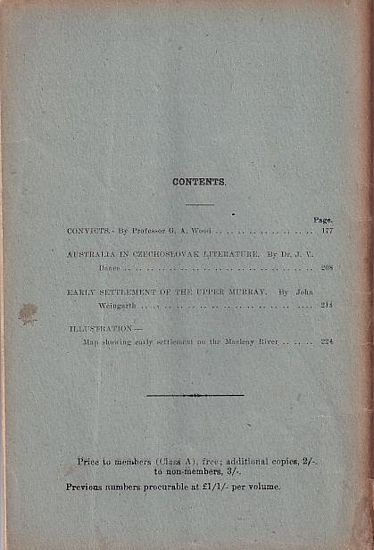 CONTENTS.
Page.
CONVICTS.- By Professor G. A. Wood .. .. .. .. .. .. .. .. .. 177
AUSTRALIA IN CZECHOSLOVAK LITERATURE. By Dr. J. V.
Danes .. .. .. .. .. .. .. .. .. .. .. .. .. .. .. .. .. 208
EARLY SETTLEMENT OF THE UPPER MURRAY. By John
Weingarth .. .. .. .. .. .. .. .. .. .. .. .. .. .. .. .. 214
ILLUSTRATION—
Map showing early settlement on the River .. .. .. 224
Price to members (Class A), free; additional copies, 2/-.
to non-members, 3/-.
Previous numbers procurable at £1/1/- per volume.